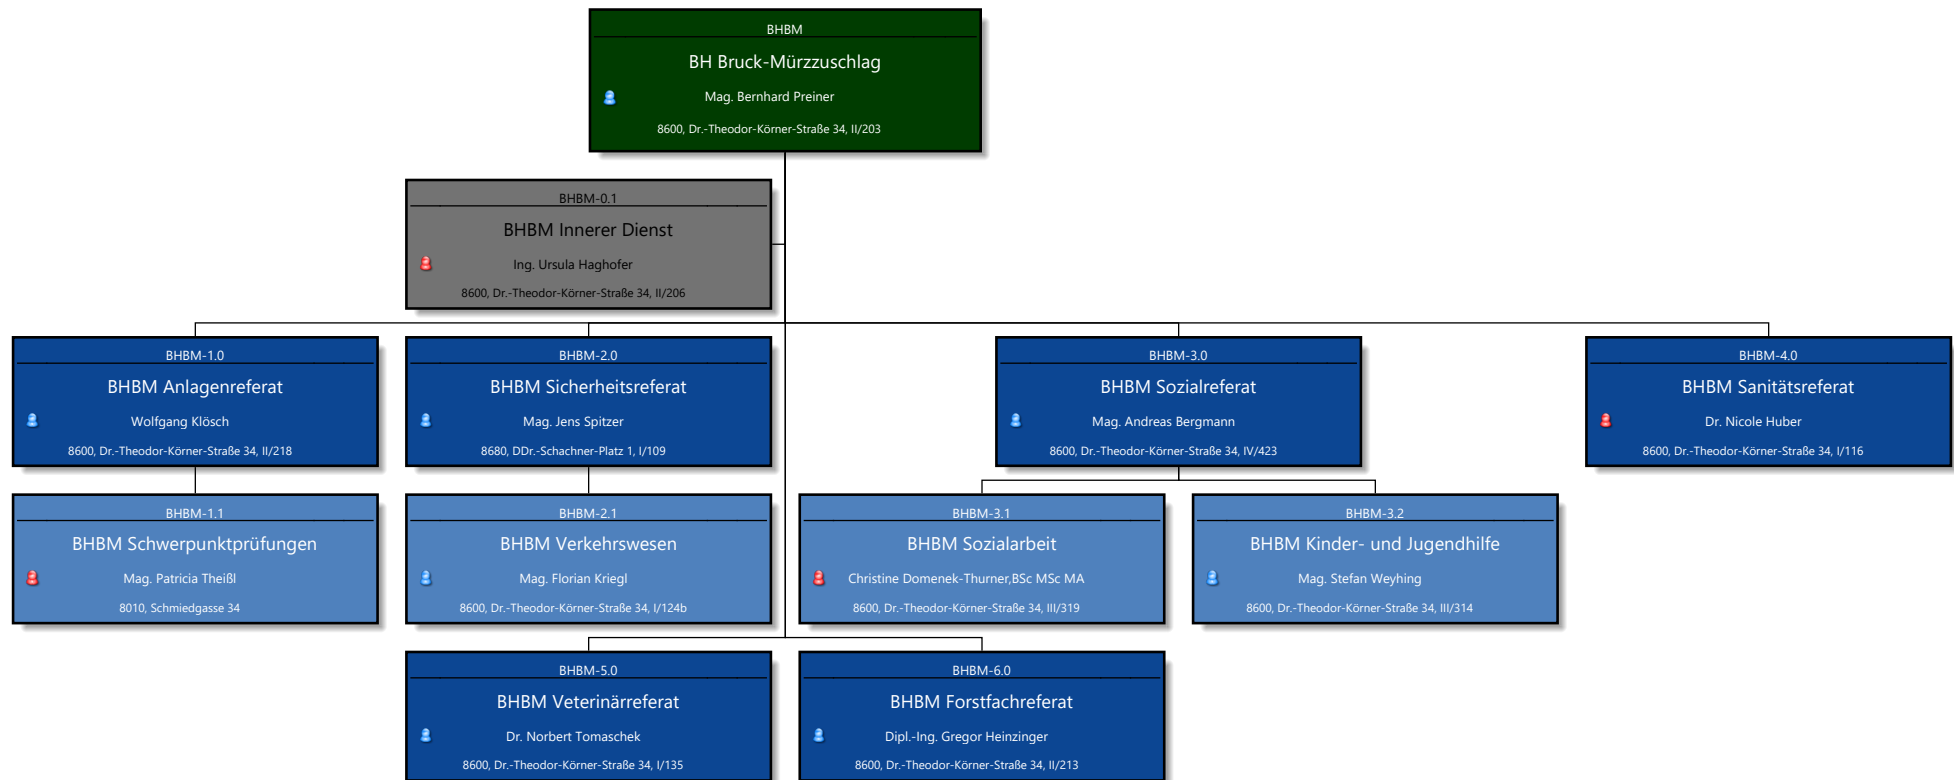 BHBM
BH Bruck-Mürzzuschlag
Mag. Bernhard Preiner
8600, Dr.-Theodor-Körner-Straße 34, II/203
BHBM-0.1
BHBM Innerer Dienst
Ing. Ursula Haghofer
8600, Dr.-Theodor-Körner-Straße 34, II/206
BHBM-1.0
BHBM Anlagenreferat
Wolfgang Klösch
8600, Dr.-Theodor-Körner-Straße 34, II/218
BHBM-2.0
BHBM Sicherheitsreferat
Mag. Jens Spitzer
8680, DDr.-Schachner-Platz 1, I/109
BHBM-3.0
BHBM Sozialreferat
Mag. Andreas Bergmann
8600, Dr.-Theodor-Körner-Straße 34, IV/423
BHBM-4.0
BHBM Sanitätsreferat
Dr. Nicole Huber
8600, Dr.-Theodor-Körner-Straße 34, I/116
BHBM-1.1
BHBM Schwerpunktprüfungen
Mag. Patricia Theißl
8010, Schmiedgasse 34
BHBM-2.1
BHBM Verkehrswesen
Mag. Florian Kriegl
8600, Dr.-Theodor-Körner-Straße 34, I/124b
BHBM-3.1
BHBM Sozialarbeit
Christine Domenek-Thurner,BSc MSc MA
8600, Dr.-Theodor-Körner-Straße 34, III/319
BHBM-3.2
BHBM Kinder- und Jugendhilfe
Mag. Stefan Weyhing
8600, Dr.-Theodor-Körner-Straße 34, III/314
BHBM-5.0
BHBM Veterinärreferat
Dr. Norbert Tomaschek
8600, Dr.-Theodor-Körner-Straße 34, I/135
BHBM-6.0
BHBM Forstfachreferat
Dipl.-Ing. Gregor Heinzinger
8600, Dr.-Theodor-Körner-Straße 34, II/213